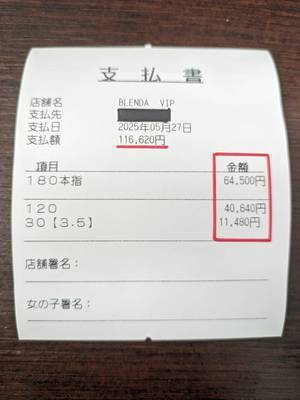 支払書
店舗名 BLENDA VIP
支払先
支払日 2025年05月27日
支払額 116,620円
項目 金額
180本指 64,500円
120 40,640円
30【3.5】 11,480円
店舗署名：
女の子署名：